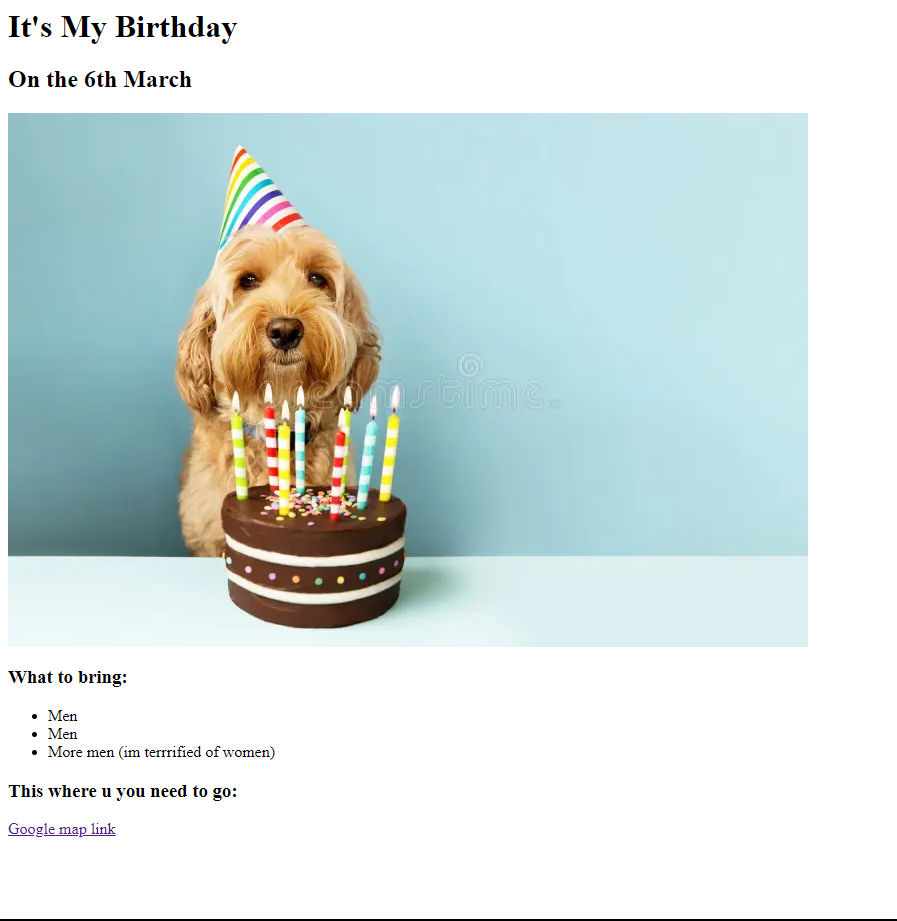 It's My Birthday
On the 6th March
dreamstime.
What to bring:
Men
Men
More men (im terrrified of women)
This where u you need to go:
Google map link